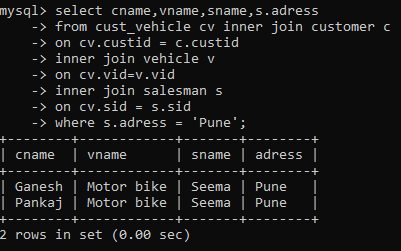 mysql> select cname,vname,sname,s.adress
    -> from cust_vehicle cv inner join customer c
    -> on cv.custid = c.custid
    -> inner join vehicle v
    -> on cv.vid=v.vid
    -> inner join salesman s
    -> on cv.sid = s.sid
    -> where s.adress = 'Pune';
+--------+------------+-------+--------+
| cname  | vname      | sname | adress |
+--------+------------+-------+--------+
| Ganesh | Motor bike | Seema | Pune   |
| Pankaj | Motor bike | Seema | Pune   |
+--------+------------+-------+--------+
2 rows in set (0.00 sec)